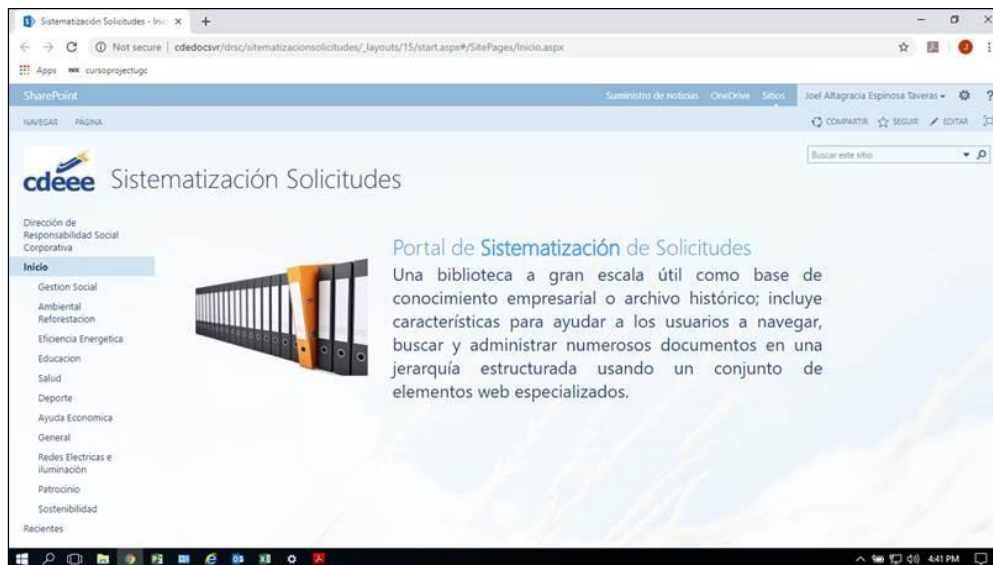 Sistematización Solicitudes - Inic
Not secure | cdedocsvr/drsc/sitematizacionsolicitudes/_layouts/15/start.aspx#/SitePages/Inicio.aspx
Apps WIX cursoprojectugc
SharePoint Suministro de noticias OneDrive Sitios Joel Altagracia Espinosa Taveras
NAVEGAR PÁGINA COMPARTIR SEGUIR EDITAR
Buscar este sitio
cdeee Sistematización Solicitudes
Dirección de
Responsabilidad Social
Corporativa
Inicio
Gestion Social
Ambiental
Reforestacion
Eficiencia Energetica
Educacion
Salud
Deporte
Ayuda Economica
General
Redes Electricas e
iluminación
Patrocinio
Sostenibilidad
Recientes
Portal de Sistematización de Solicitudes
Una biblioteca a gran escala útil como base de
conocimiento empresarial o archivo histórico; incluye
características para ayudar a los usuarios a navegar,
buscar y administrar numerosos documentos en una
jerarquía estructurada usando un conjunto de
elementos web especializados.
4:41 PM